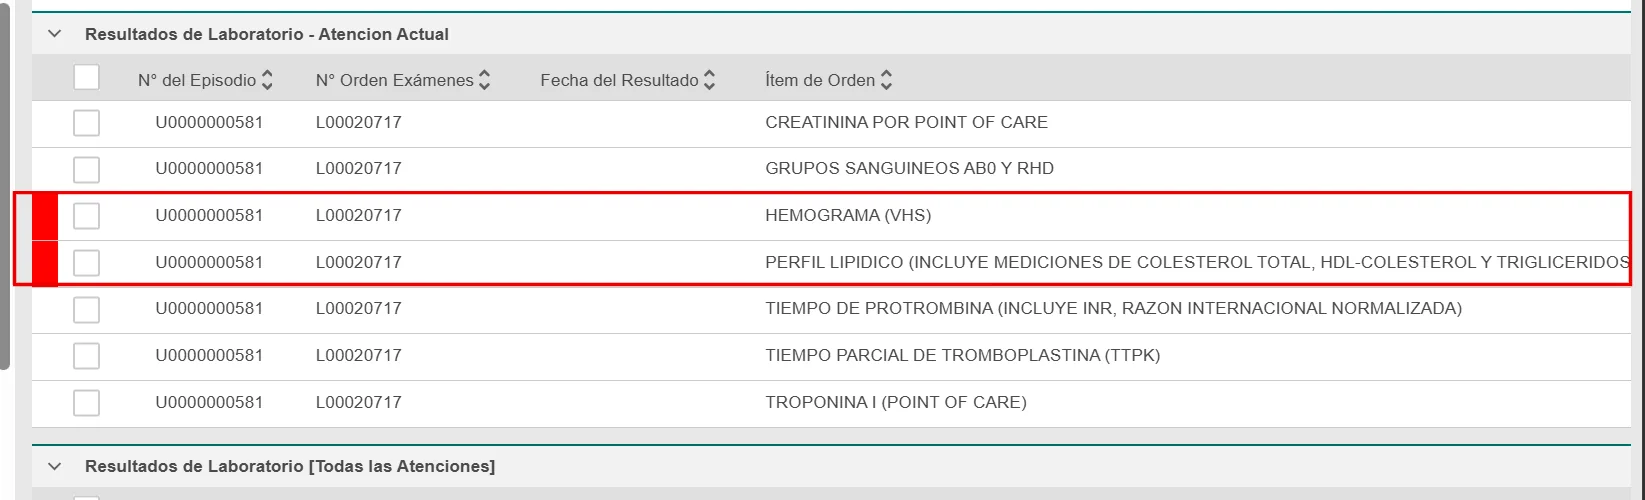 Resultados de Laboratorio - Atencion Actual
N° del Episodio N° Orden Exámenes Fecha del Resultado Ítem de Orden
U0000000581 L00020717 CREATININA POR POINT OF CARE
U0000000581 L00020717 GRUPOS SANGUINEOS AB0 Y RHD
U0000000581 L00020717 HEMOGRAMA (VHS)
U0000000581 L00020717 PERFIL LIPIDICO (INCLUYE MEDICIONES DE COLESTEROL TOTAL, HDL-COLESTEROL Y TRIGLICERIDOS
U0000000581 L00020717 TIEMPO DE PROTROMBINA (INCLUYE INR, RAZON INTERNACIONAL NORMALIZADA)
U0000000581 L00020717 TIEMPO PARCIAL DE TROMBOPLASTINA (TTPK)
U0000000581 L00020717 TROPONINA I (POINT OF CARE)
Resultados de Laboratorio [Todas las Atenciones]